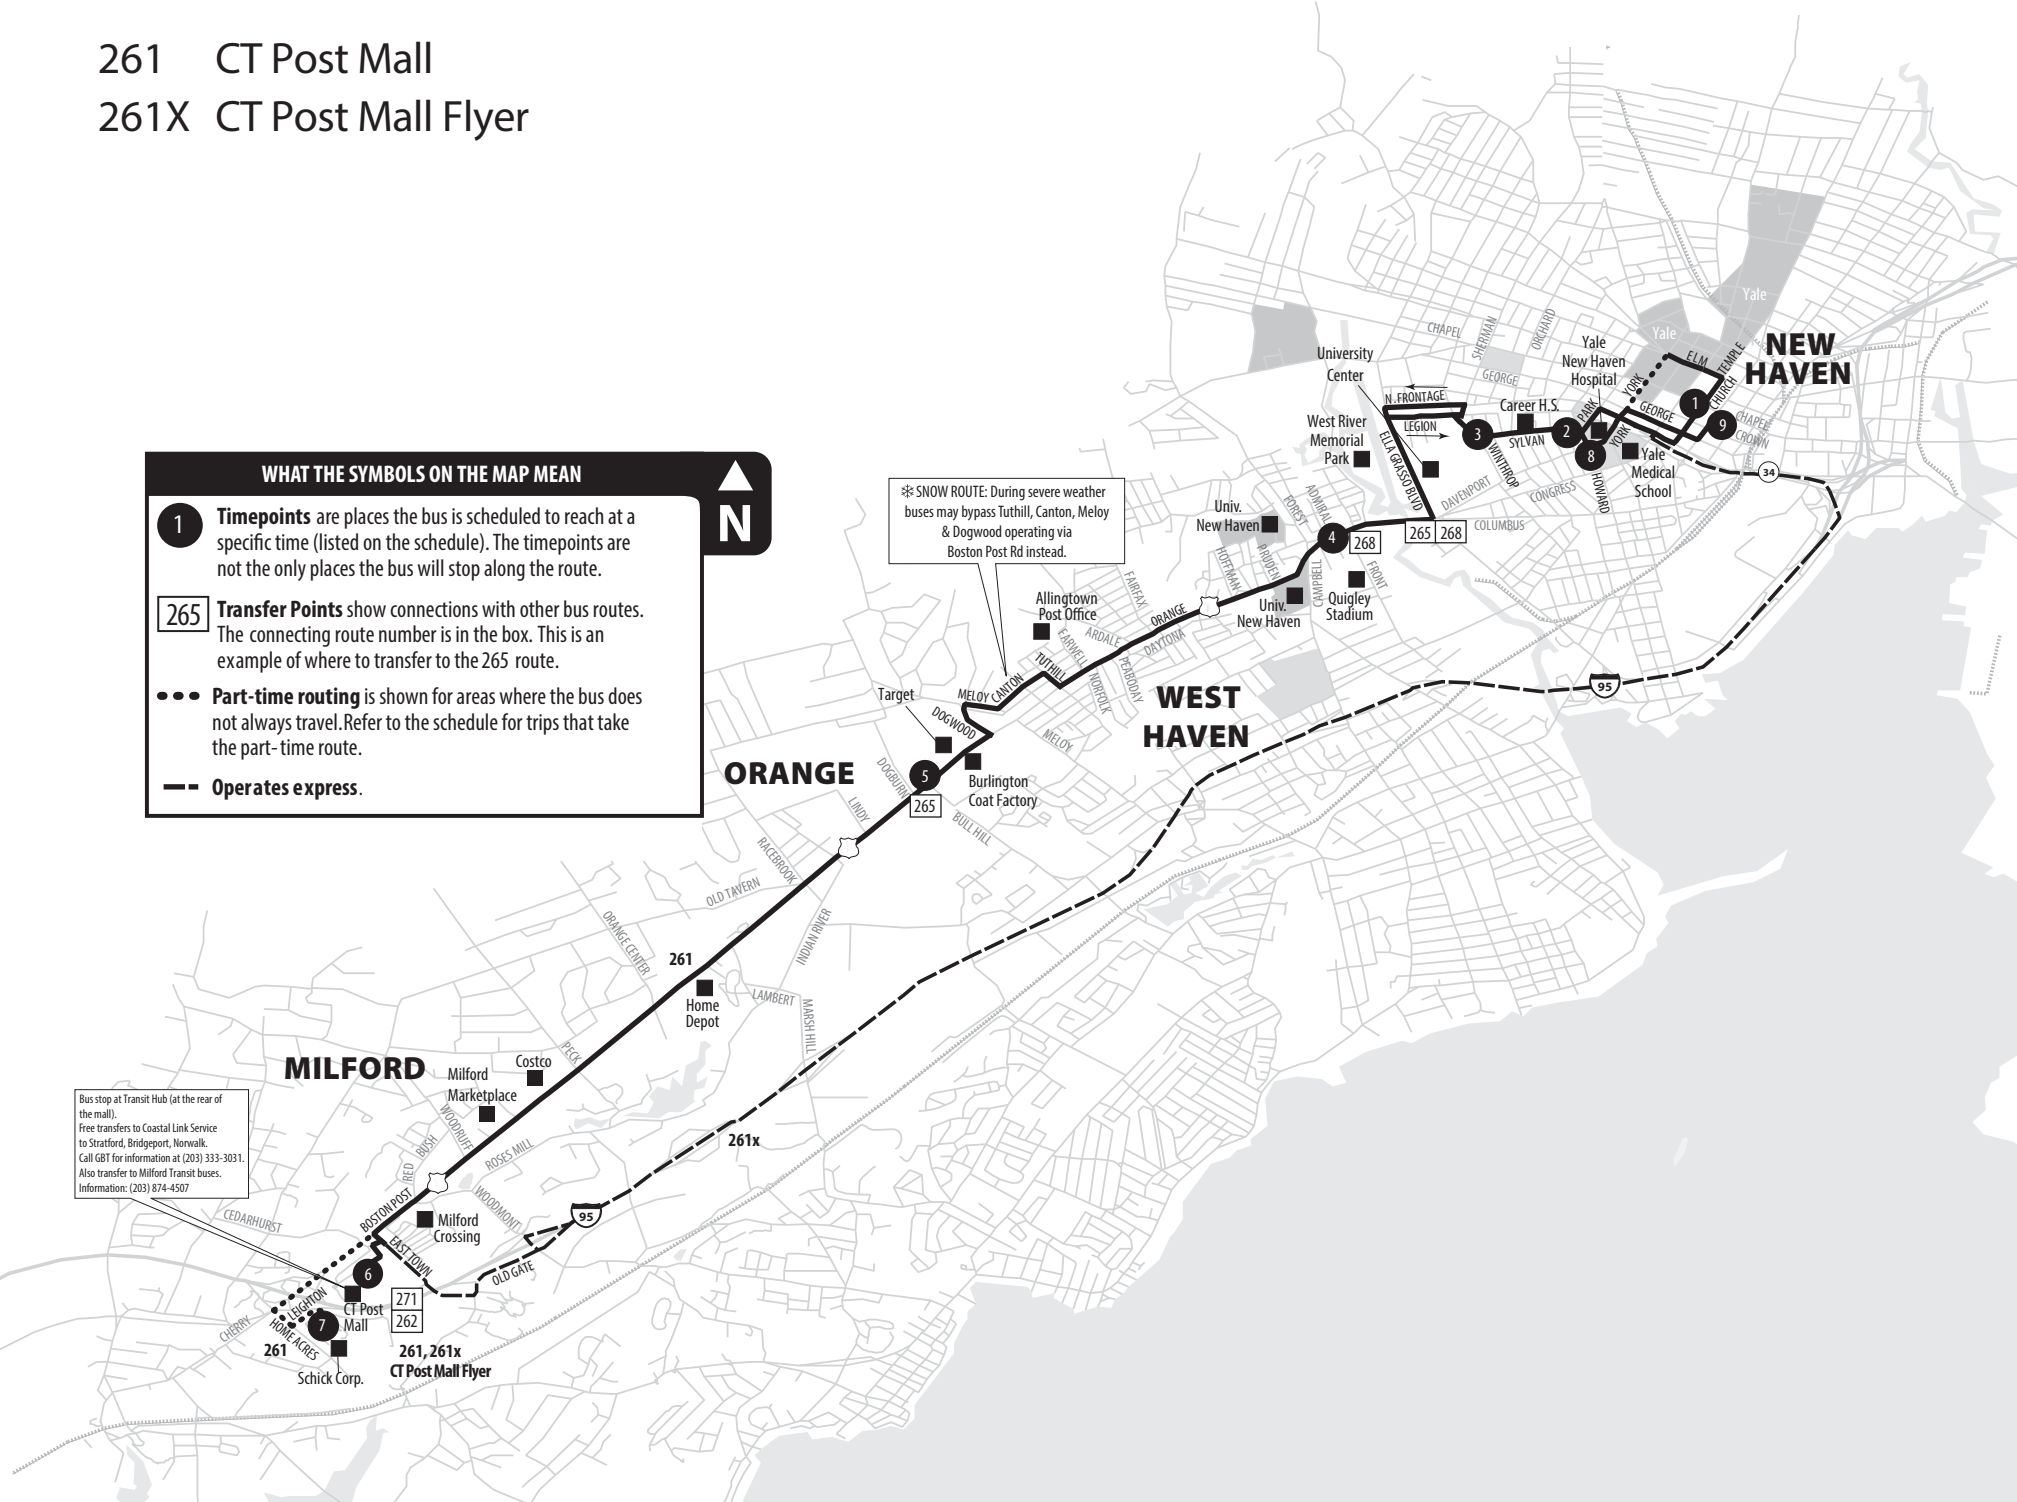 261 CT Post Mall
261X CT Post Mall Flyer
WHAT THE SYMBOLS ON THE MAP MEAN
N
1 Timepoints are places the bus is scheduled to reach at a
specific time (listed on the schedule). The timepoints are
not the only places the bus will stop along the route.
265 Transfer Points show connections with other bus routes.
The connecting route number is in the box. This is an
example of where to transfer to the 265 route.
Part-time routing is shown for areas where the bus does
not always travel.Refer to the schedule for trips that take
the part-time route.
Operates express.
❄ SNOW ROUTE: During severe weather
buses may bypass Tuthill, Canton, Meloy
& Dogwood operating via
Boston Post Rd instead.
Bus stop at Transit Hub (at the rear of
the mall).
Free transfers to Coastal Link Service
to Stratford, Bridgeport, Norwalk.
Call GBT for information at (203) 333-3031.
Also transfer to Milford Transit buses.
Information: (203) 874-4507
NEW
HAVEN
Yale
Yale
ELM
TEMPLE
CHURCH
YORK
GEORGE
CHAPEL
CROWN
1
9
34
Yale
New Haven
Hospital
PARK
YORK
Yale
Medical
School
HOWARD
2
8
CHAPEL
SHERMAN
ORCHARD
GEORGE
Career H.S.
SYLVAN
3
WINTHROP
N. FRONTAGE
LEGION
University
Center
West River
Memorial
Park
ELLA GRASSO BLVD
DAVENPORT
CONGRESS
COLUMBUS
265
268
268
4
ADMIRAL
FOREST
Univ.
New Haven
PRUDEN
HOFFMAN
CAMPBELL
FRONT
Quigley
Stadium
Univ.
New Haven
FAIRFAX
ORANGE
DAYTONA
ARDALE
FARWELL
PEABODAY
NORFOLK
Allingtown
Post Office
TUTHILL
CANTON
MELOY
DOGWOOD
MELOY
WEST
HAVEN
95
Target
Burlington
Coat Factory
5
265
ORANGE
DOGBURN
LINDY
BULL HILL
RACEBROOK
OLD TAVERN
ORANGE CENTER
INDIAN RIVER
261
Home
Depot
LAMBERT
MARSH HILL
PECK
MILFORD
Costco
Milford
Marketplace
WOODRUFF
BUSH
RED
ROSES MILL
261x
WOODMONT
95
BOSTON POST
Milford
Crossing
CEDARHURST
EAST TOWN
OLD GATE
6
CT Post
Mall
271
262
LEIGHTON
CHERRY
HOME ACRES
7
261
Schick Corp.
261, 261x
CT Post Mall Flyer